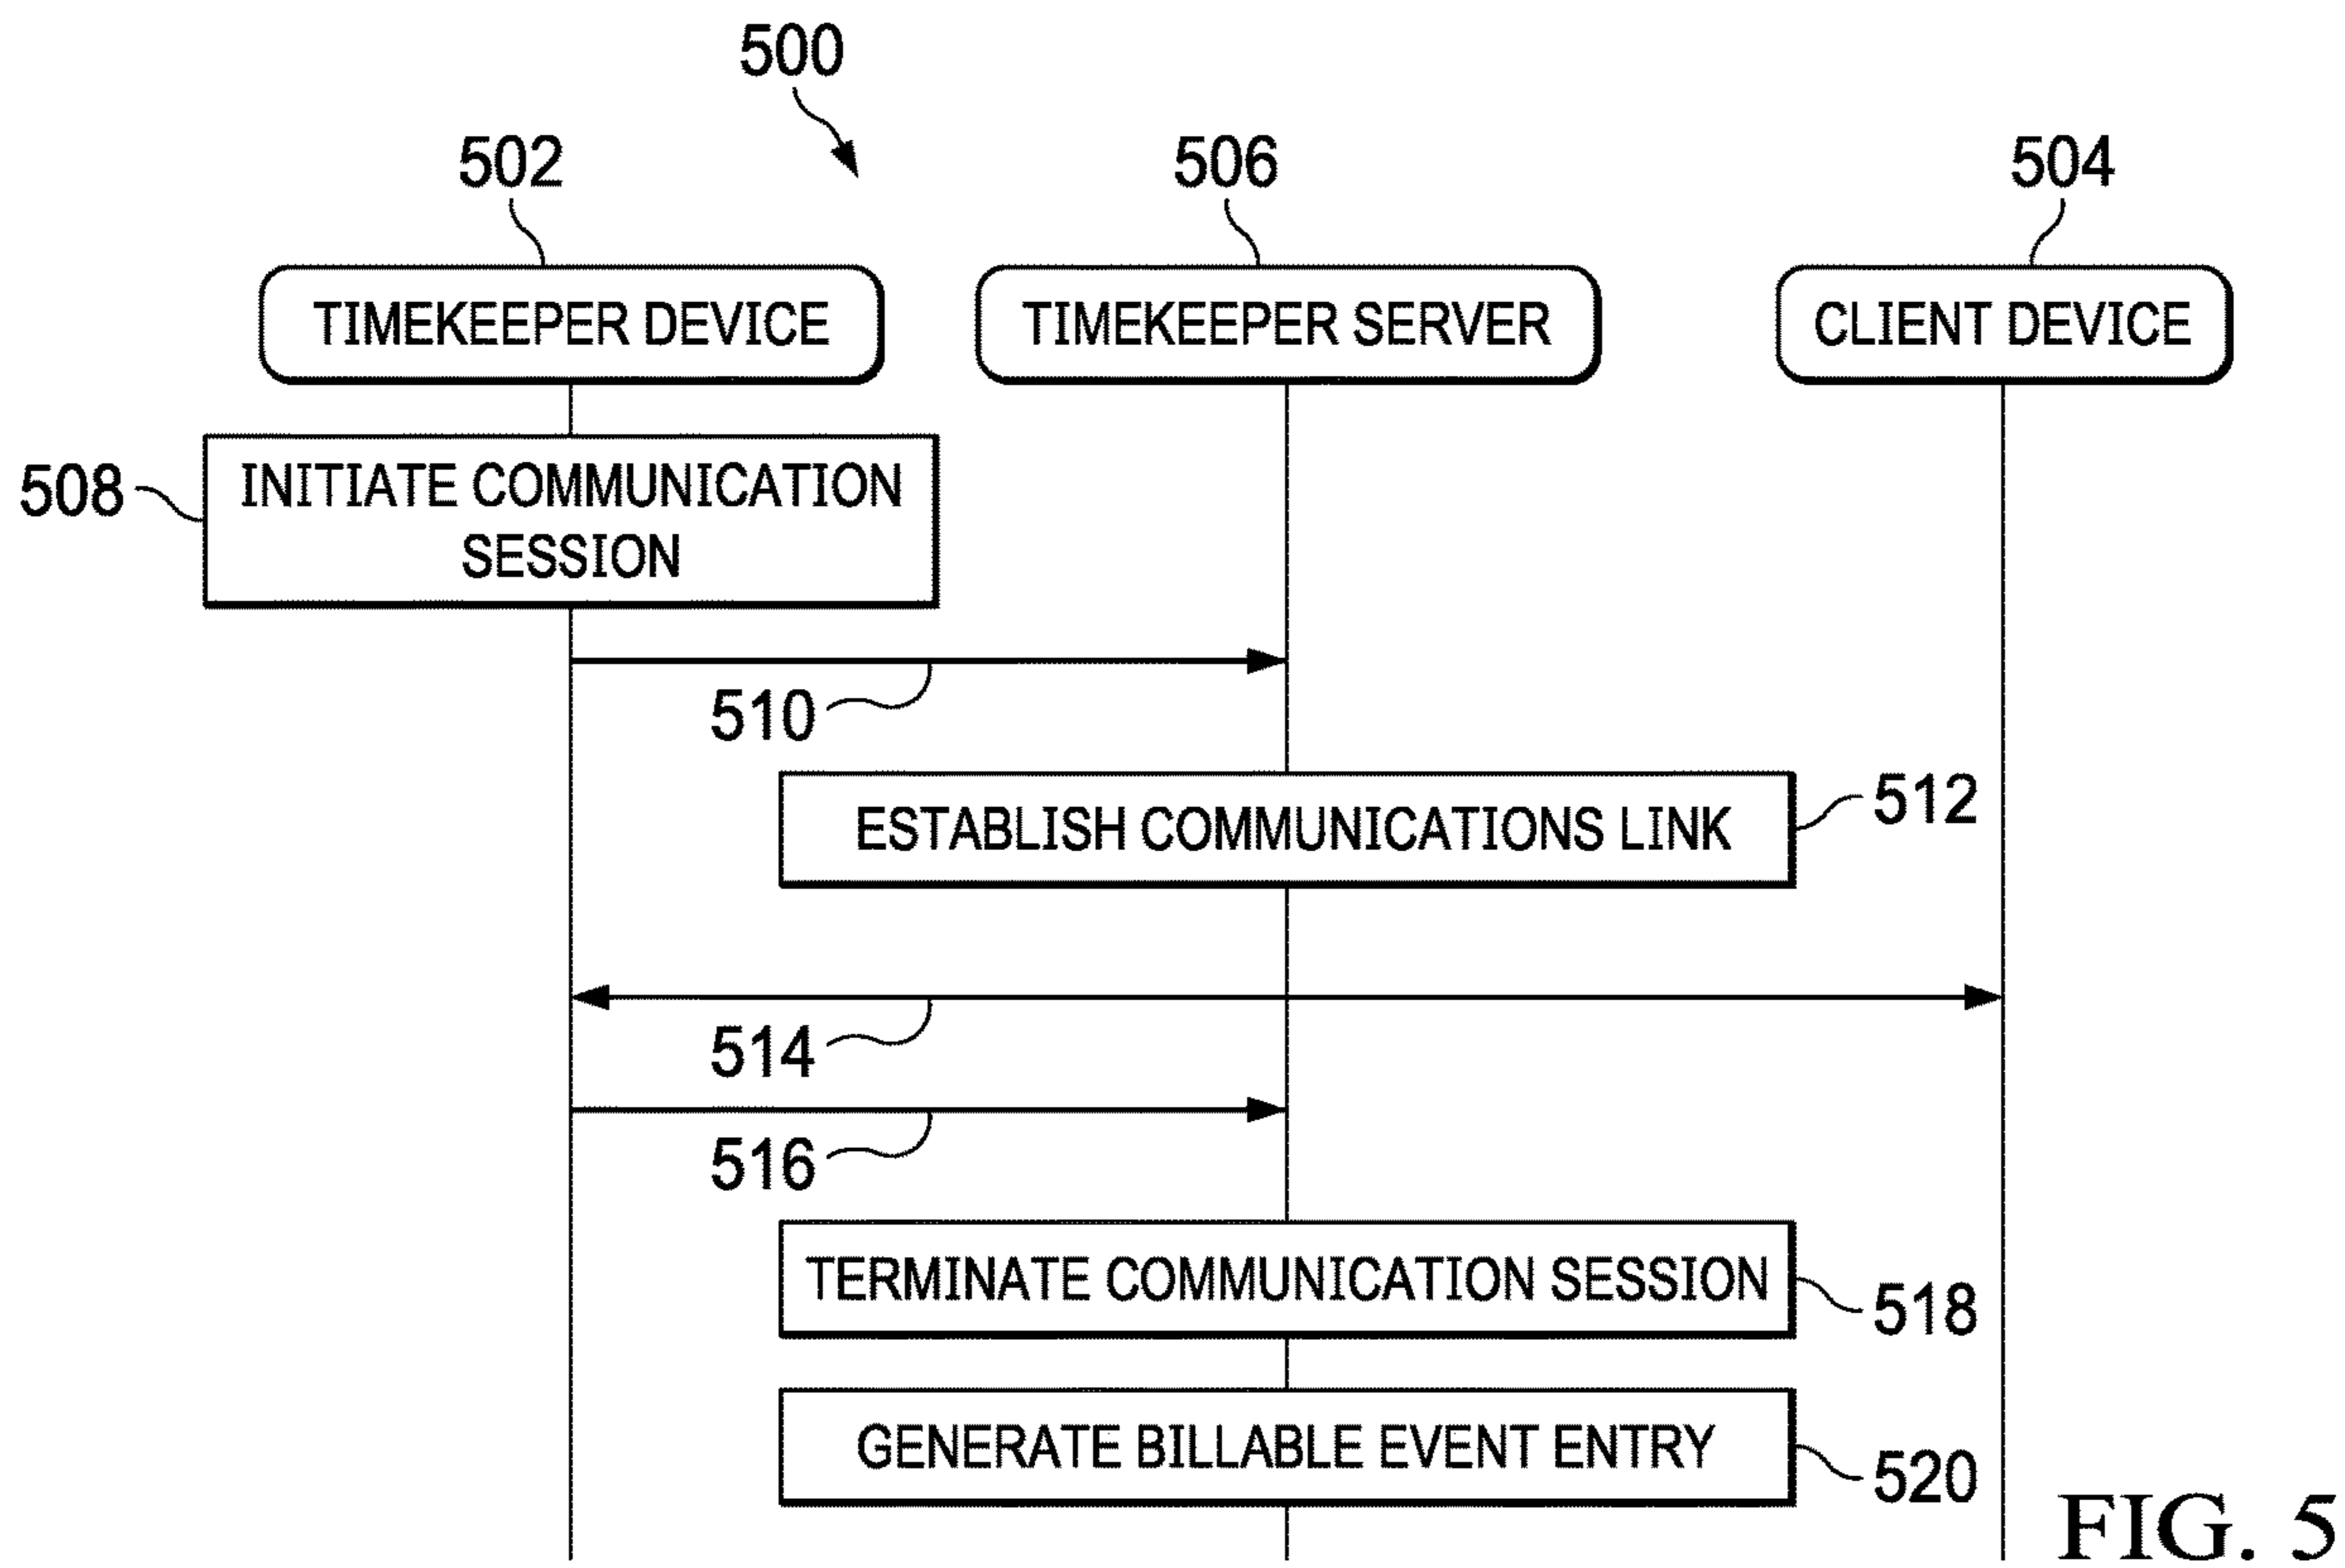 500
502
506
504
TIMEKEEPER DEVICE
TIMEKEEPER SERVER
CLIENT DEVICE
508
INITIATE COMMUNICATION
SESSION
510
ESTABLISH COMMUNICATIONS LINK
512
514
516
TERMINATE COMMUNICATION SESSION
518
GENERATE BILLABLE EVENT ENTRY
520
FIG. 5